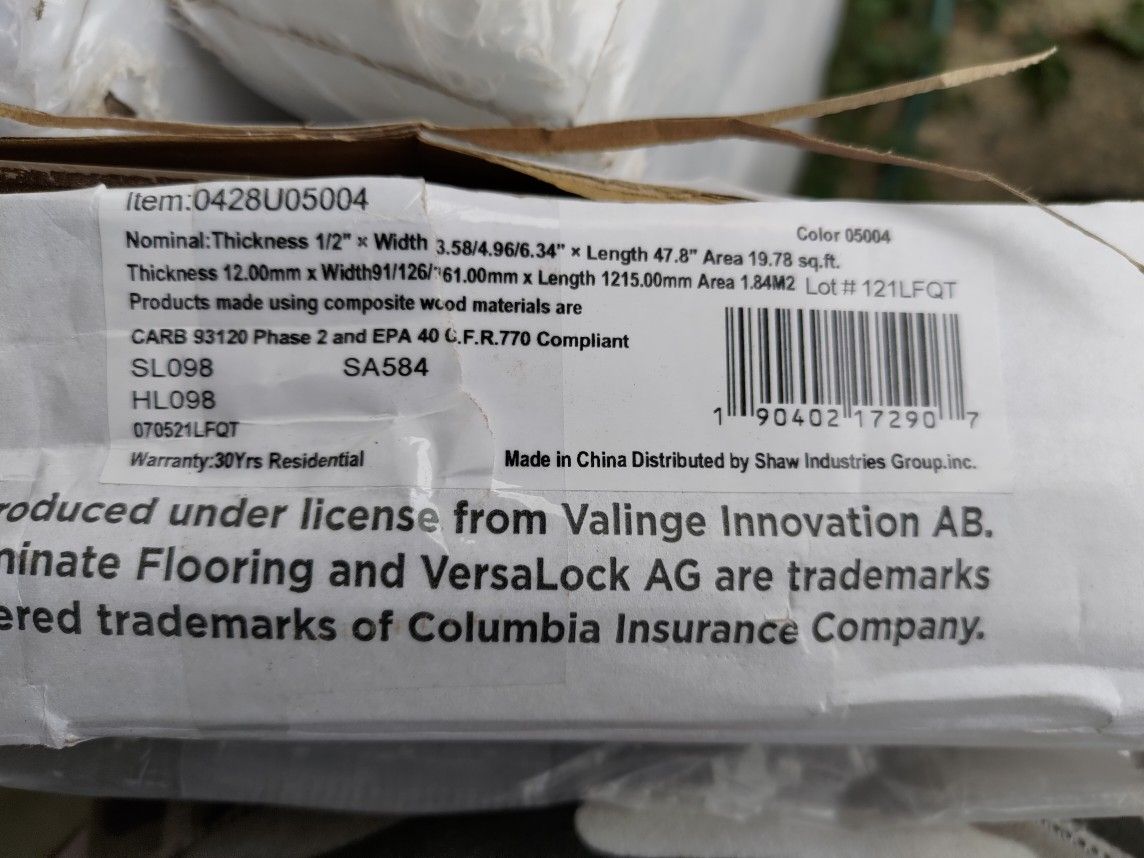 Item:0428U05004
Color 05004
Nominal:Thickness 1/2" × Width 3.58/4.96/6.34" × Length 47.8" Area 19.78 sq.ft.
Thickness 12.00mm x Width91/126/161.00mm x Length 1215.00mm Area 1.84M2 Lot # 121LFQT
Products made using composite wood materials are
CARB 93120 Phase 2 and EPA 40 C.F.R.770 Compliant
SL098 SA584
HL098
070521LFQT
1 90402 17290 7
Warranty:30Yrs Residential
Made in China Distributed by Shaw Industries Group.inc.
roduced under license from Valinge Innovation AB.
minate Flooring and VersaLock AG are trademarks
ered trademarks of Columbia Insurance Company.